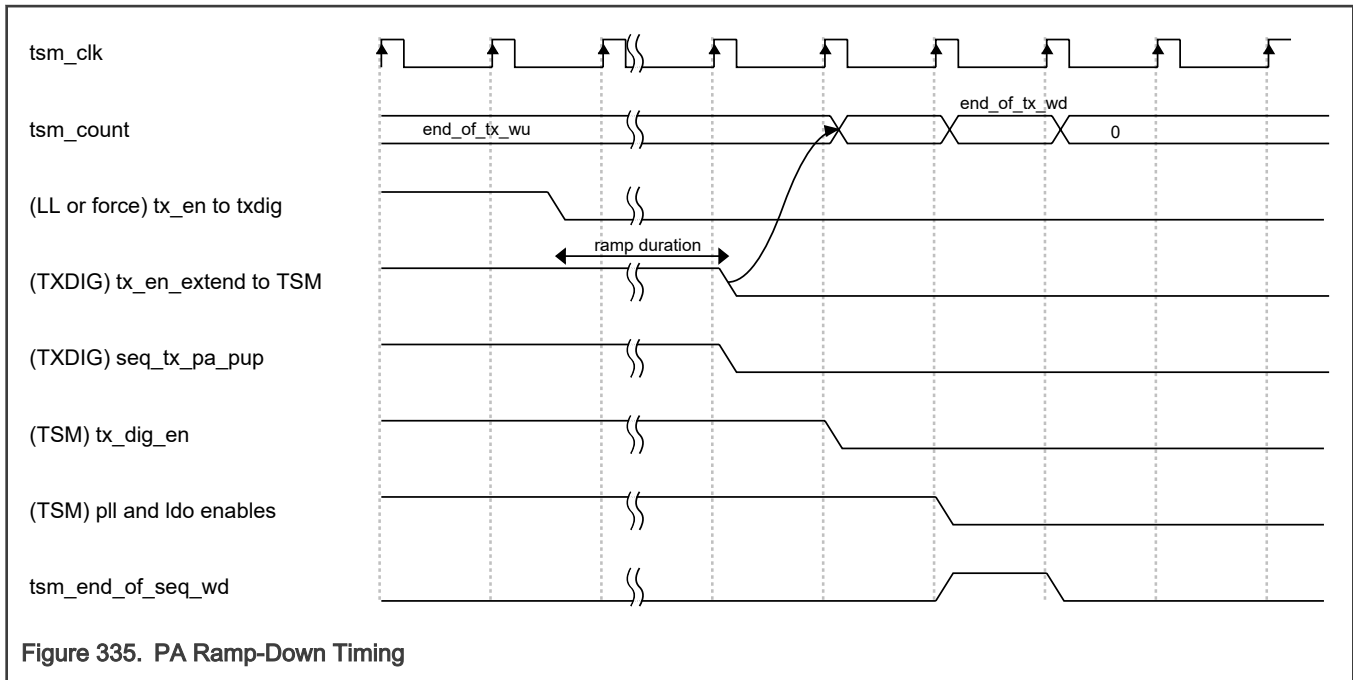 tsm_clk
end_of_tx_wd
tsm_count
end_of_tx_wu
0
(LL or force) tx_en to txdig
ramp duration
(TXDIG) tx_en_extend to TSM
(TXDIG) seq_tx_pa_pup
(TSM) tx_dig_en
(TSM) pll and ldo enables
tsm_end_of_seq_wd
Figure 335. PA Ramp-Down Timing